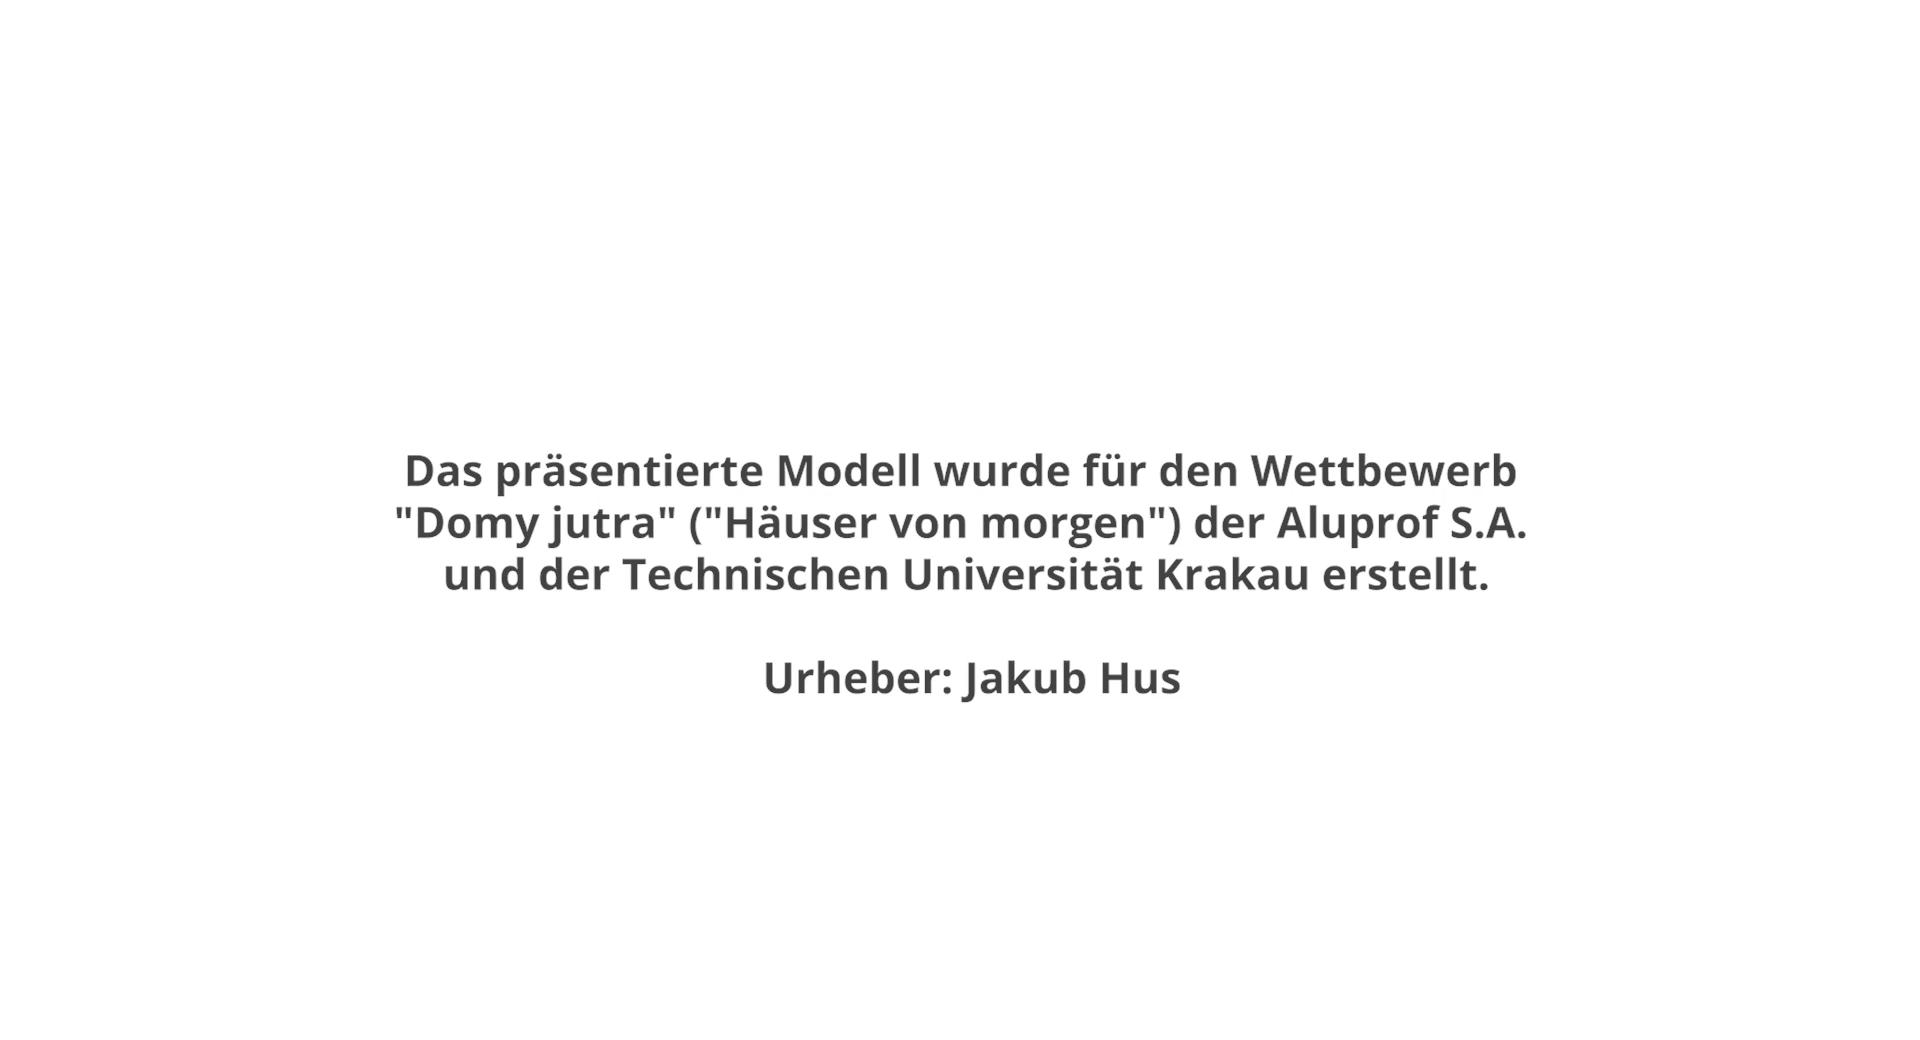 Das präsentierte Modell wurde für den Wettbewerb
"Domy jutra" ("Häuser von morgen") der Aluprof S.A.
und der Technischen Universität Krakau erstellt.
Urheber: Jakub Hus